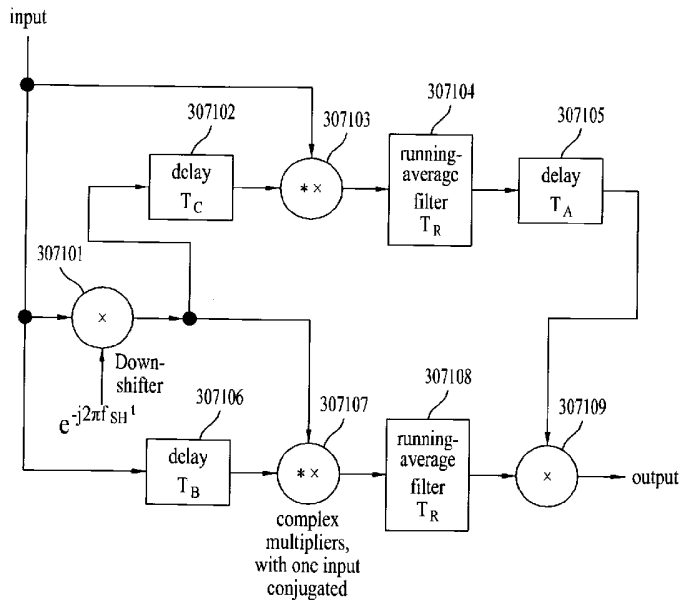 input
307102
307103
307104
307105
delay
T_C
* ×
running-
average
filter
T_R
delay
T_A
307101
×
Down-
shifter
e^-j2πf_SH t
307106
307107
307108
307109
delay
T_B
* ×
running-
average
filter
T_R
×
output
complex
multipliers,
with one input
conjugated